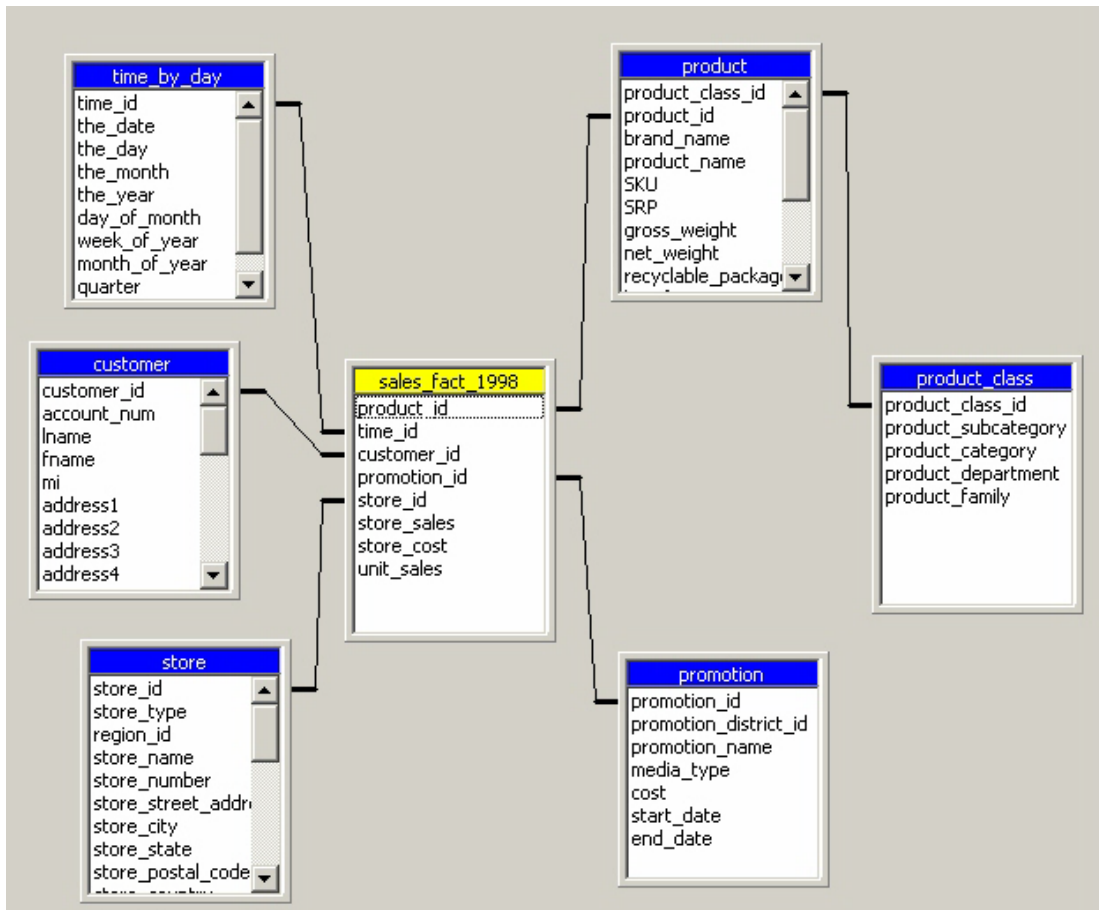 time_by_day
time_id
the_date
the_day
the_month
the_year
day_of_month
week_of_year
month_of_year
quarter
product
product_class_id
product_id
brand_name
product_name
SKU
SRP
gross_weight
net_weight
recyclable_packag
customer
customer_id
account_num
lname
fname
mi
address1
address2
address3
address4
sales_fact_1998
product_id
time_id
customer_id
promotion_id
store_id
store_sales
store_cost
unit_sales
product_class
product_class_id
product_subcategory
product_category
product_department
product_family
store
store_id
store_type
region_id
store_name
store_number
store_street_addr
store_city
store_state
store_postal_code
promotion
promotion_id
promotion_district_id
promotion_name
media_type
cost
start_date
end_date